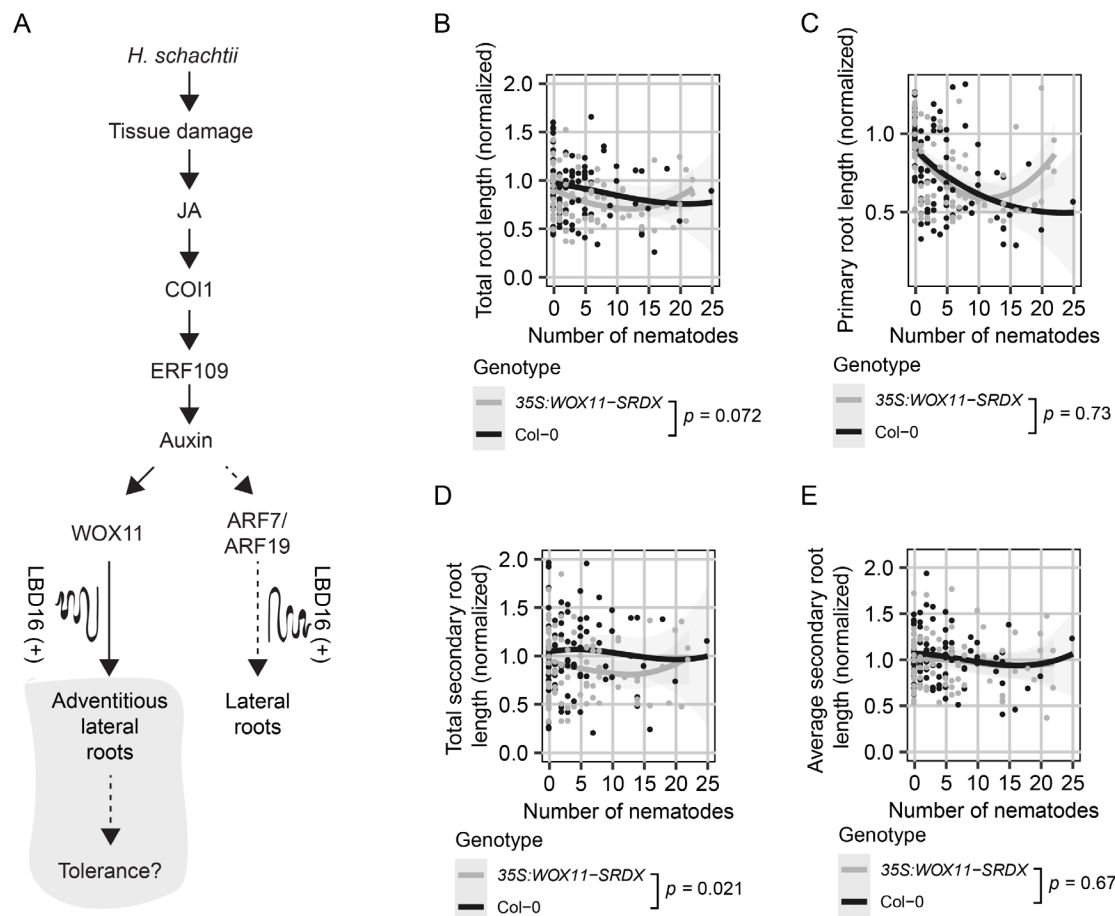 A
H. schachtii
Tissue damage
JA
COI1
ERF109
Auxin
WOX11
ARF7/
ARF19
LBD16 (+)
LBD16 (+)
Adventitious
lateral
roots
Lateral
roots
Tolerance?
B
Total root length (normalized)
2.0
1.5
1.0
0.5
0.0
0 5 10 15 20 25
Number of nematodes
Genotype
35S:WOX11−SRDX
Col−0
p = 0.072
C
Primary root length (normalized)
1.0
0.5
0 5 10 15 20 25
Number of nematodes
Genotype
35S:WOX11−SRDX
Col−0
p = 0.73
D
Total secondary root
length (normalized)
2.0
1.5
1.0
0.5
0.0
0 5 10 15 20 25
Number of nematodes
Genotype
35S:WOX11−SRDX
Col−0
p = 0.021
E
Average secondary root
length (normalized)
2.0
1.5
1.0
0.5
0.0
0 5 10 15 20 25
Number of nematodes
Genotype
35S:WOX11−SRDX
Col−0
p = 0.67